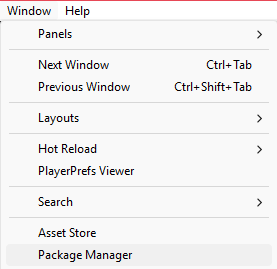 Window Help
Panels
Next Window Ctrl+Tab
Previous Window Ctrl+Shift+Tab
Layouts
Hot Reload
PlayerPrefs Viewer
Search
Asset Store
Package Manager